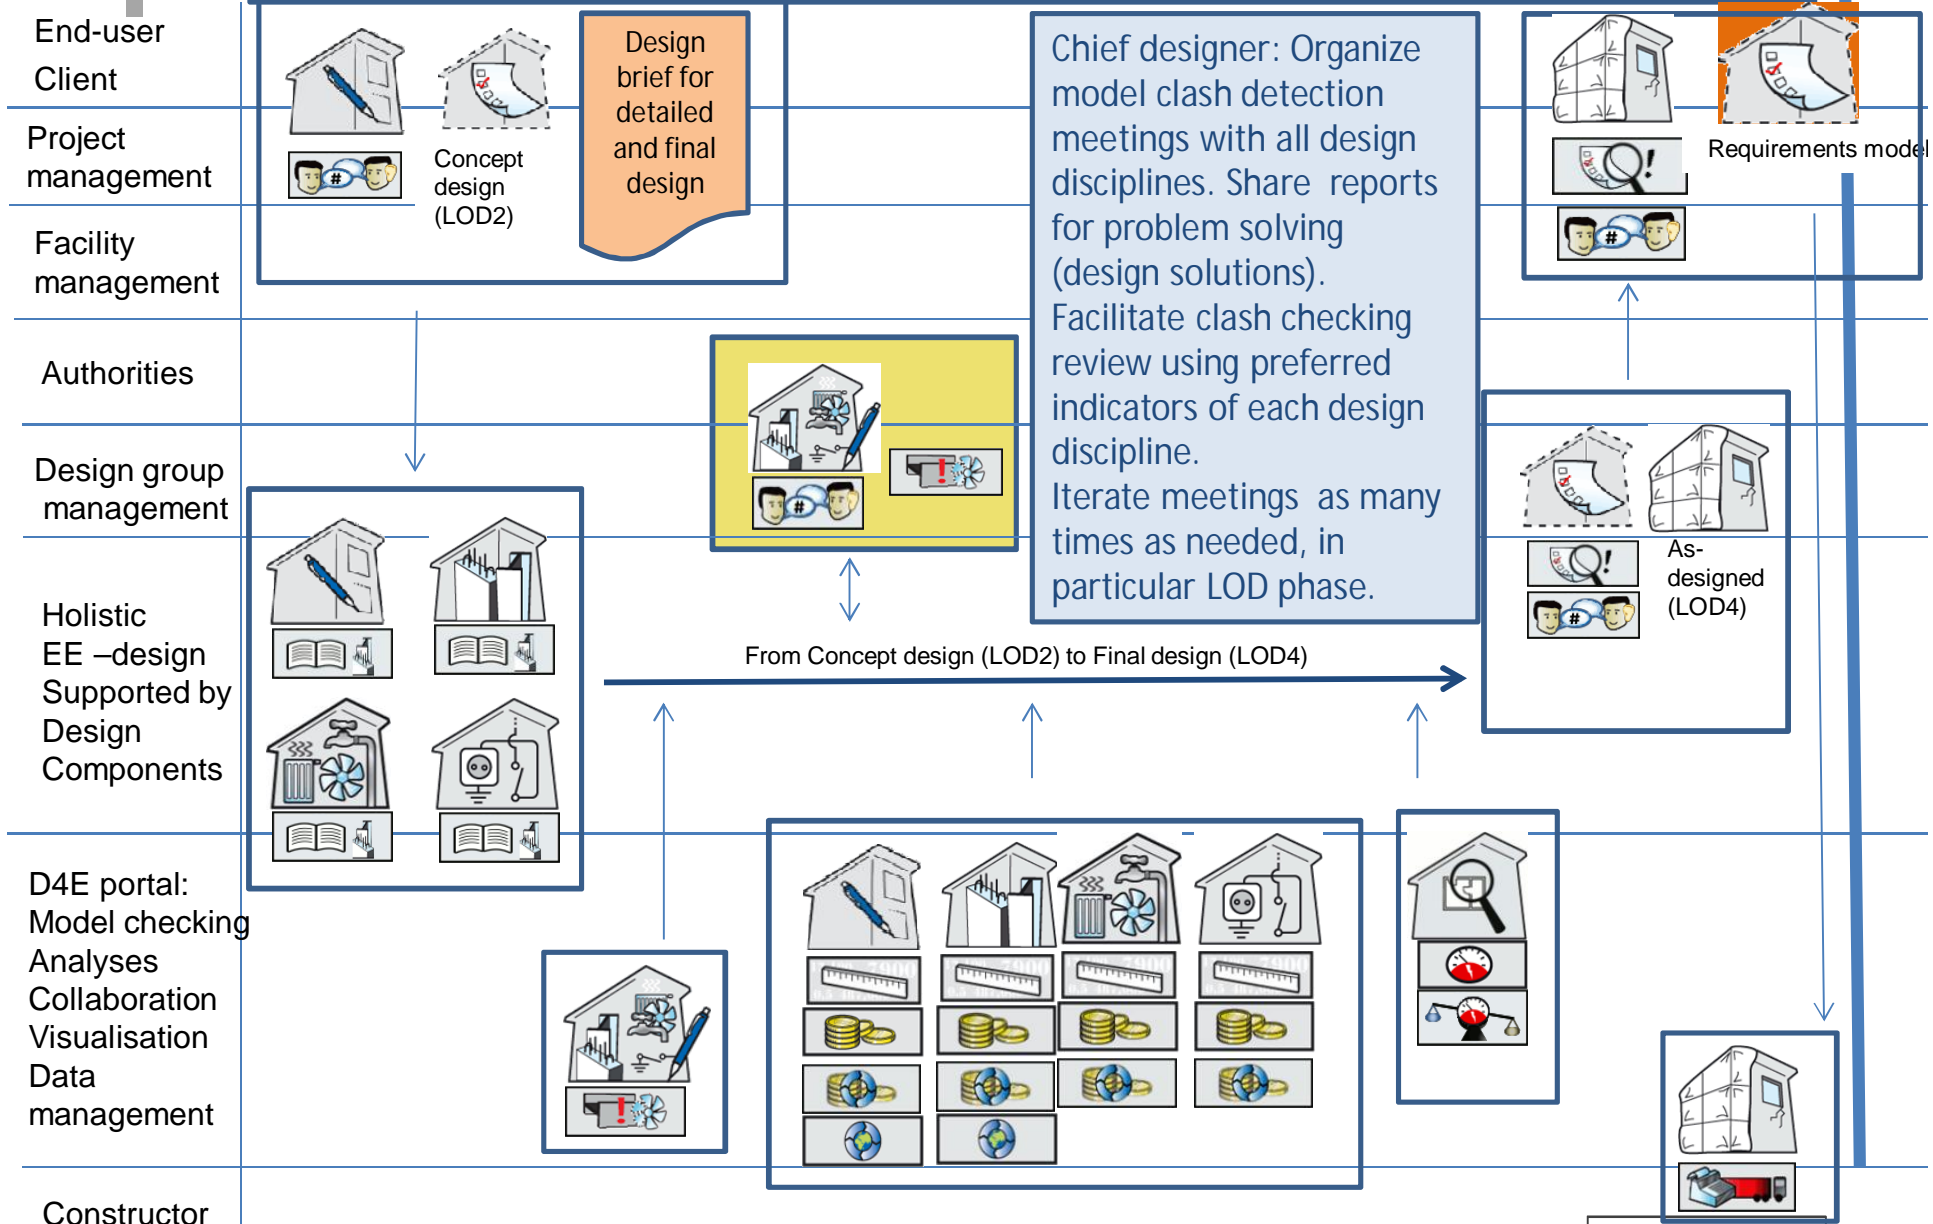 End-user
Client
Project
management
Facility
management
Authorities
Design group
management
Holistic
EE –design
Supported by
Design
Components
D4E portal:
Model checking
Analyses
Collaboration
Visualisation
Data
management
Constructor
Concept
design
(LOD2)
Design
brief for
detailed
and final
design
Chief designer: Organize
model clash detection
meetings with all design
disciplines. Share reports
for problem solving
(design solutions).
Facilitate clash checking
review using preferred
indicators of each design
discipline.
Iterate meetings as many
times as needed, in
particular LOD phase.
Requirements model
As-
designed
(LOD4)
From Concept design (LOD2) to Final design (LOD4)
#
#
#
#
!
!
!
!
7900
7900
7900
7900